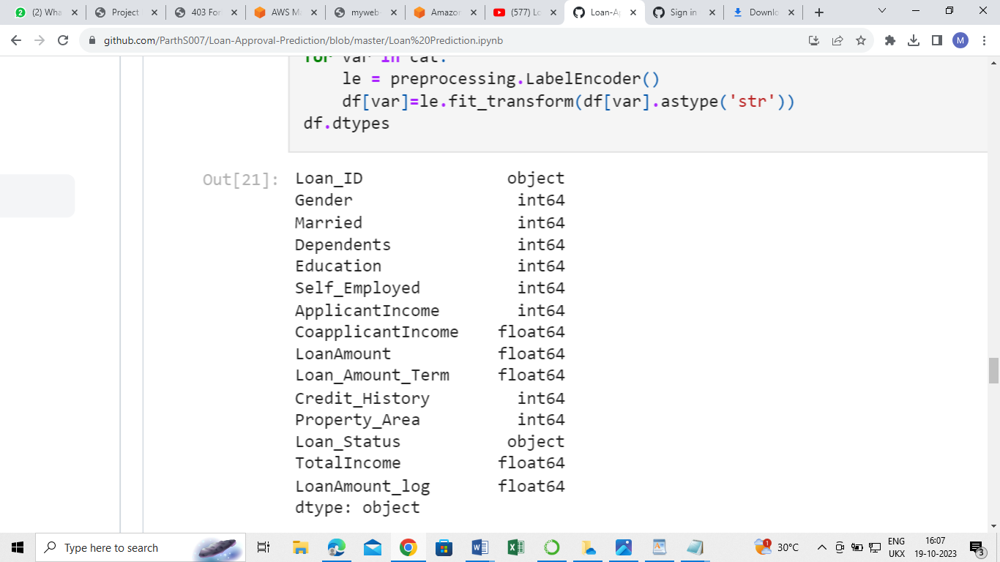 (2) Wha
Project
403 For
AWS Ma
myweb-
Amazon
(577) Lo
Loan-Ap
Sign in
Downlo
github.com/ParthS007/Loan-Approval-Prediction/blob/master/Loan%20Prediction.ipynb
M
for var in cat:
le = preprocessing.LabelEncoder()
df[var]=le.fit_transform(df[var].astype('str'))
df.dtypes
Out[21]:
Loan_ID object
Gender int64
Married int64
Dependents int64
Education int64
Self_Employed int64
ApplicantIncome int64
CoapplicantIncome float64
LoanAmount float64
Loan_Amount_Term float64
Credit_History int64
Property_Area int64
Loan_Status object
TotalIncome float64
LoanAmount_log float64
dtype: object
Type here to search
1
30°C
ENG
UKX
16:07
19-10-2023
3